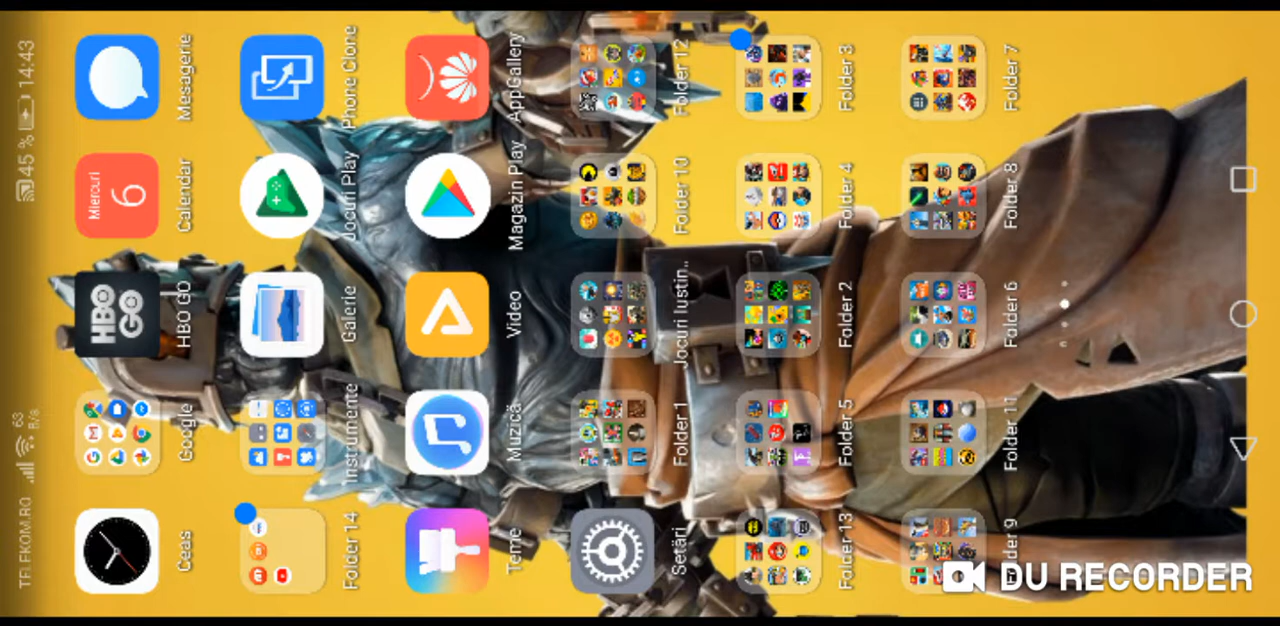 TELEKOM.RO 63 B/s 45 % 14:43
HBO GO
Miercuri
6
Ceas Google HBO GO Calendar Mesagerie
Folder 14 Instrumente Galerie Jocuri Play Phone Clone
Teme Muzică Video Magazin Play AppGallery
Setări Folder 1 Jocuri Iustin... Folder 10 Folder 12
Folder 13 Folder 5 Folder 2 Folder 4 Folder 3
Folder 9 Folder 11 Folder 6 Folder 8 Folder 7
DU RECORDER